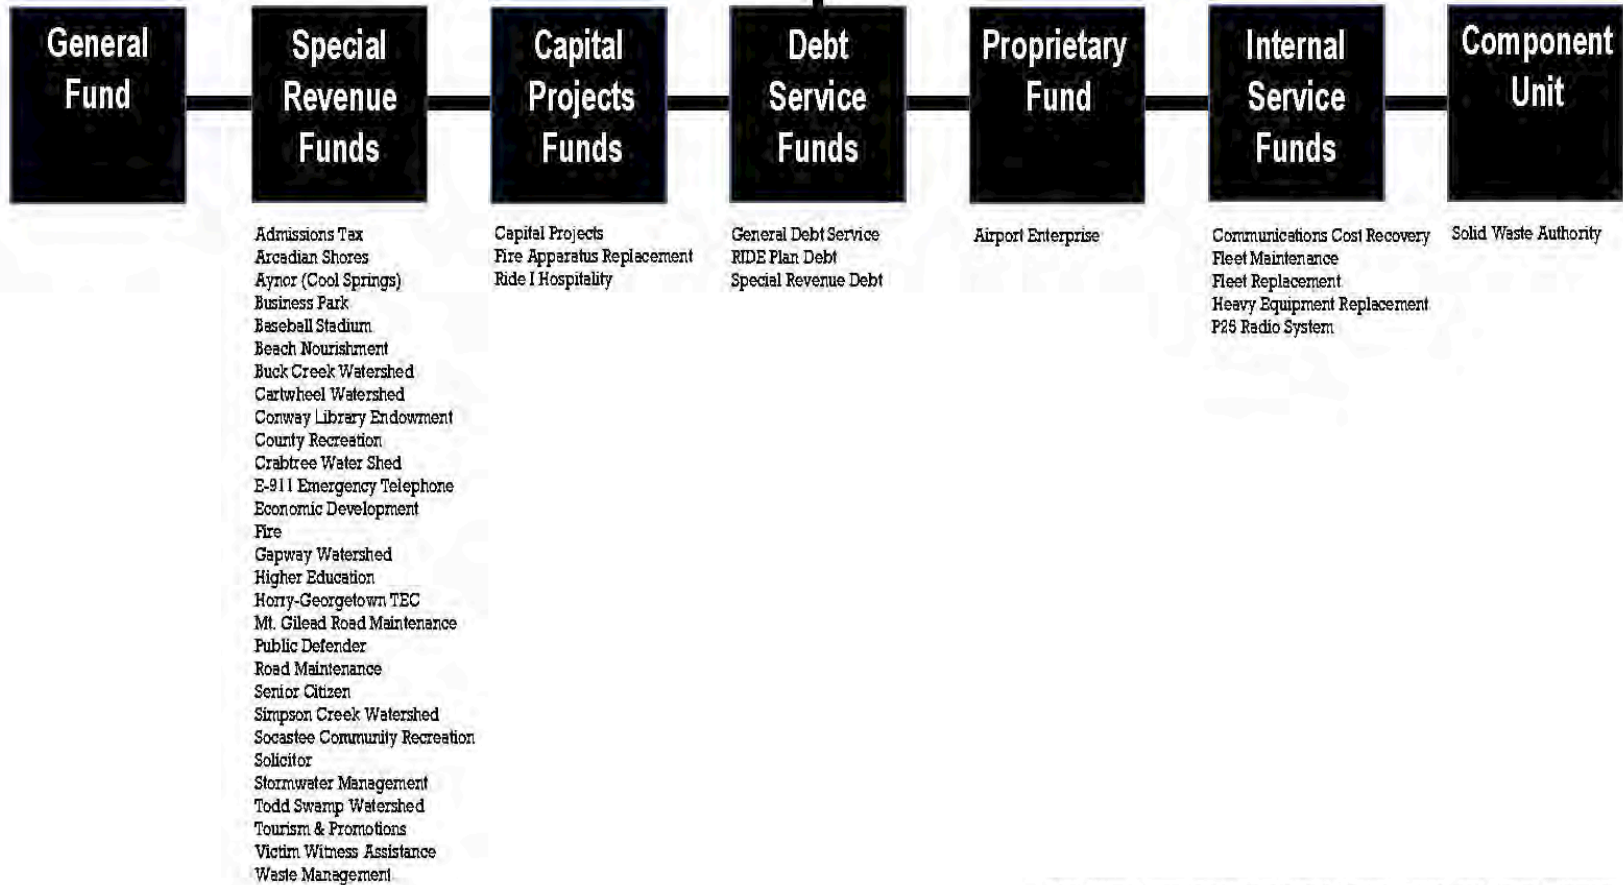 General
Fund
Special
Revenue
Funds
Capital
Projects
Funds
Debt
Service
Funds
Proprietary
Fund
Internal
Service
Funds
Component
Unit
Admissions Tax
Arcadian Shores
Aynor (Cool Springs)
Business Park
Baseball Stadium
Beach Nourishment
Buck Creek Watershed
Cartwheel Watershed
Conway Library Endowment
County Recreation
Crabtree Water Shed
E-911 Emergency Telephone
Economic Development
Fire
Gapway Watershed
Higher Education
Horry-Georgetown TEC
Mt. Gilead Road Maintenance
Public Defender
Road Maintenance
Senior Citizen
Simpson Creek Watershed
Socastee Community Recreation
Solicitor
Stormwater Management
Todd Swamp Watershed
Tourism & Promotions
Victim Witness Assistance
Waste Management
Capital Projects
Fire Apparatus Replacement
Ride I Hospitality
General Debt Service
RIDE Plan Debt
Special Revenue Debt
Airport Enterprise
Communications Cost Recovery
Fleet Maintenance
Fleet Replacement
Heavy Equipment Replacement
P25 Radio System
Solid Waste Authority